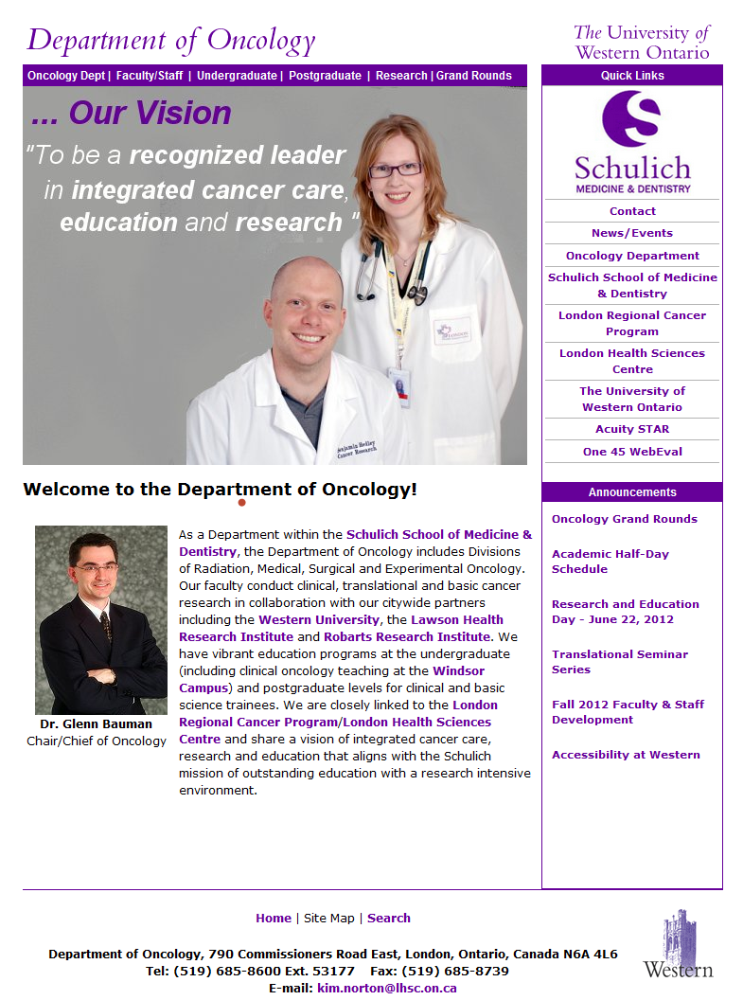 Department of Oncology
The University of
Western Ontario
Oncology Dept | Faculty/Staff | Undergraduate | Postgraduate | Research | Grand Rounds
... Our Vision
"To be a recognized leader
in integrated cancer care,
education and research "
LONDON
Benjamin Hedley
Cancer Research
Welcome to the Department of Oncology!
Dr. Glenn Bauman
Chair/Chief of Oncology
As a Department within the Schulich School of Medicine &
Dentistry, the Department of Oncology includes Divisions
of Radiation, Medical, Surgical and Experimental Oncology.
Our faculty conduct clinical, translational and basic cancer
research in collaboration with our citywide partners
including the Western University, the Lawson Health
Research Institute and Robarts Research Institute. We
have vibrant education programs at the undergraduate
(including clinical oncology teaching at the Windsor
Campus) and postgraduate levels for clinical and basic
science trainees. We are closely linked to the London
Regional Cancer Program/London Health Sciences
Centre and share a vision of integrated cancer care,
research and education that aligns with the Schulich
mission of outstanding education with a research intensive
environment.
Quick Links
Schulich
MEDICINE & DENTISTRY
Contact
News/Events
Oncology Department
Schulich School of Medicine
& Dentistry
London Regional Cancer
Program
London Health Sciences
Centre
The University of
Western Ontario
Acuity STAR
One 45 WebEval
Announcements
Oncology Grand Rounds
Academic Half-Day
Schedule
Research and Education
Day - June 22, 2012
Translational Seminar
Series
Fall 2012 Faculty & Staff
Development
Accessibility at Western
Home | Site Map | Search
Department of Oncology, 790 Commissioners Road East, London, Ontario, Canada N6A 4L6
Tel: (519) 685-8600 Ext. 53177 Fax: (519) 685-8739
E-mail: kim.norton@lhsc.on.ca
Western